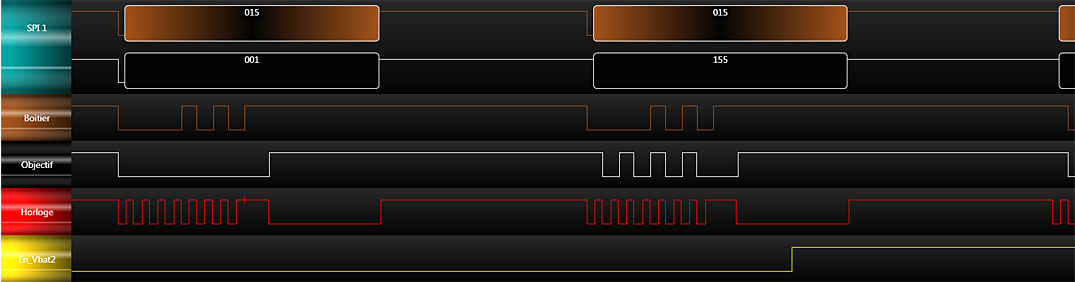 015 015
SPI 1
001 155
Boitier
Objectif
Horloge
En_Vbat2